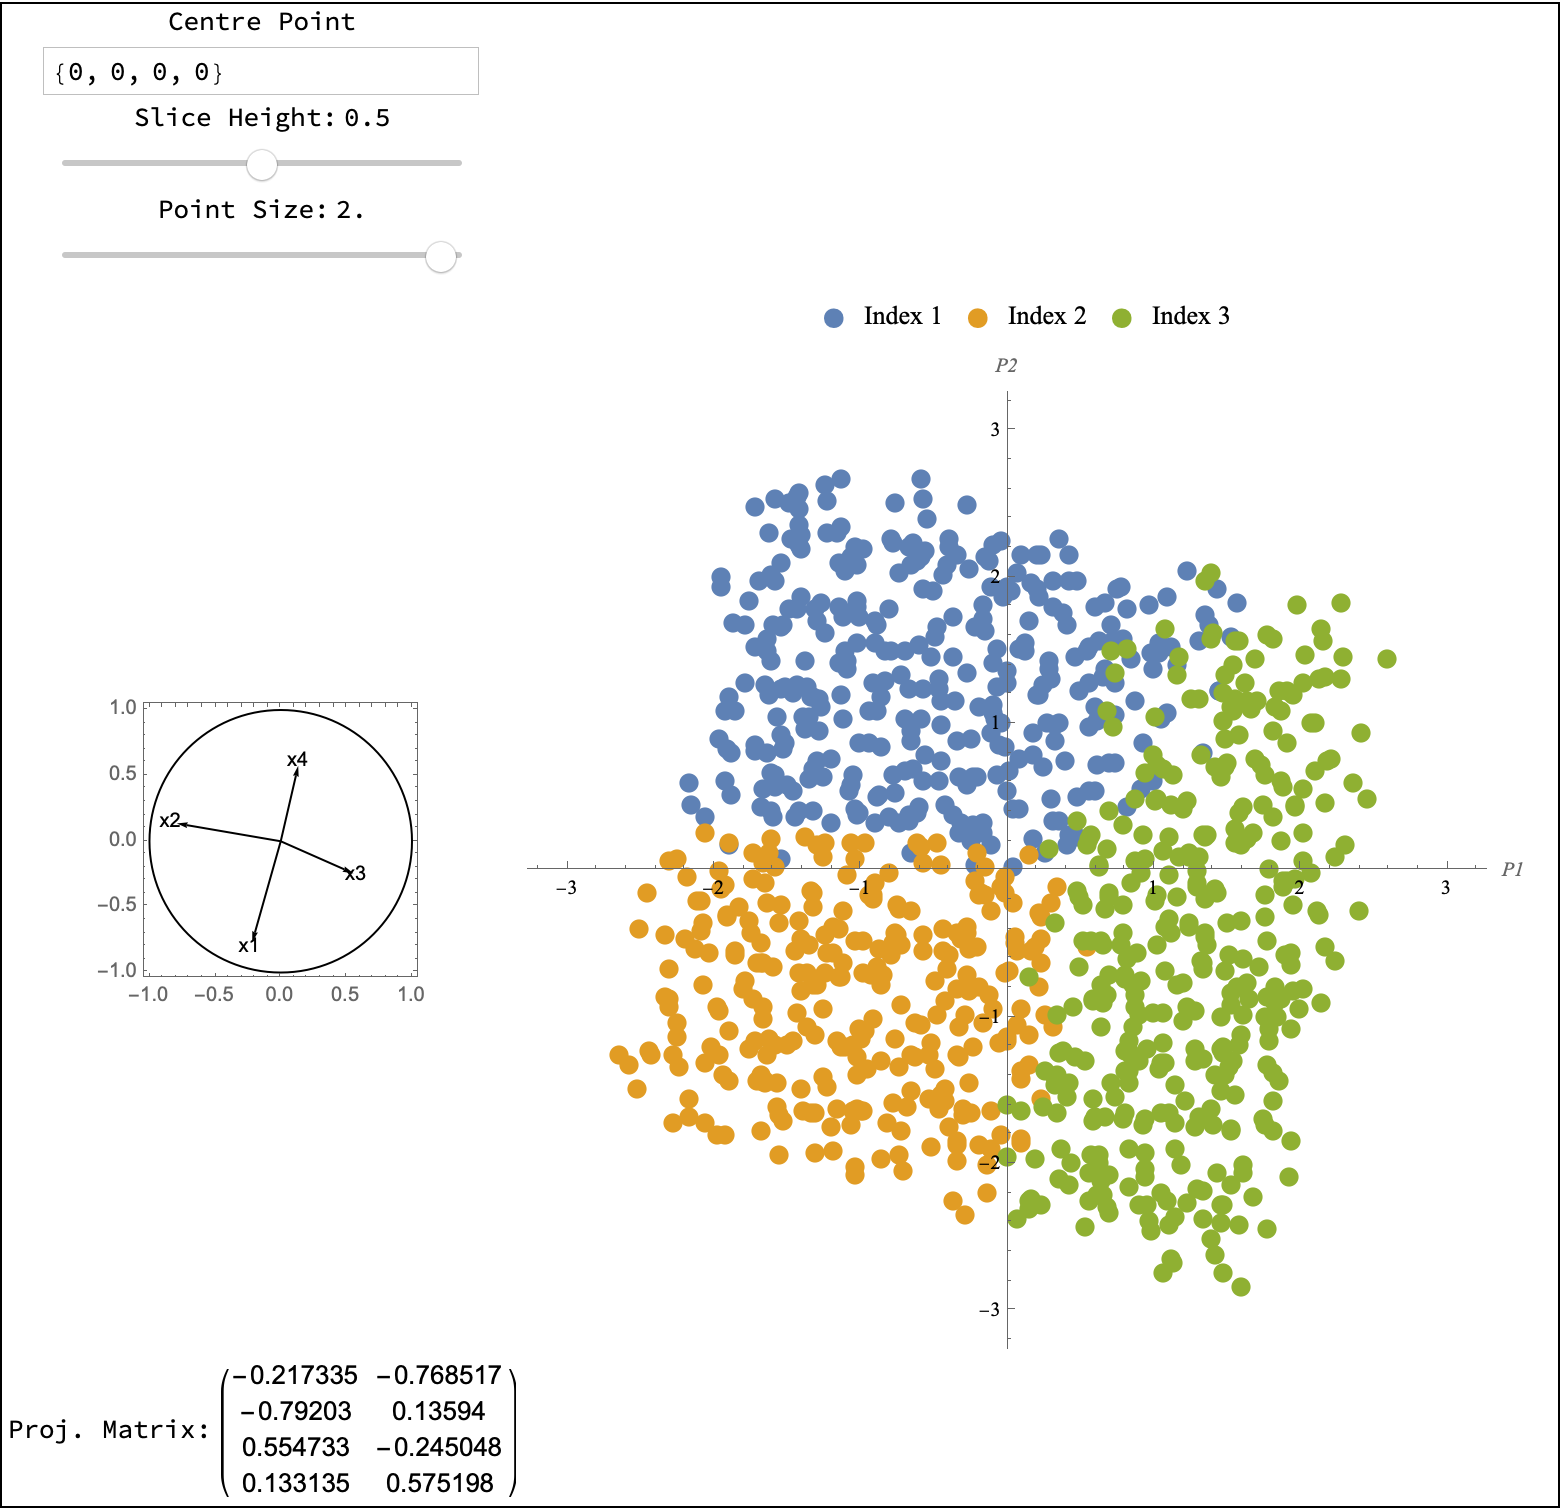 Centre Point
{0, 0, 0, 0}
Slice Height: 0.5
Point Size: 2.
Index 1 Index 2 Index 3
P2
3
2
1
−3 −2 −1 1 2 3 P1
−1
−2
−3
1.0
0.5
0.0
−0.5
−1.0
−1.0 −0.5 0.0 0.5 1.0
x4
x2
x3
x1
Proj. Matrix:
−0.217335 −0.768517
−0.79203 0.13594
0.554733 −0.245048
0.133135 0.575198